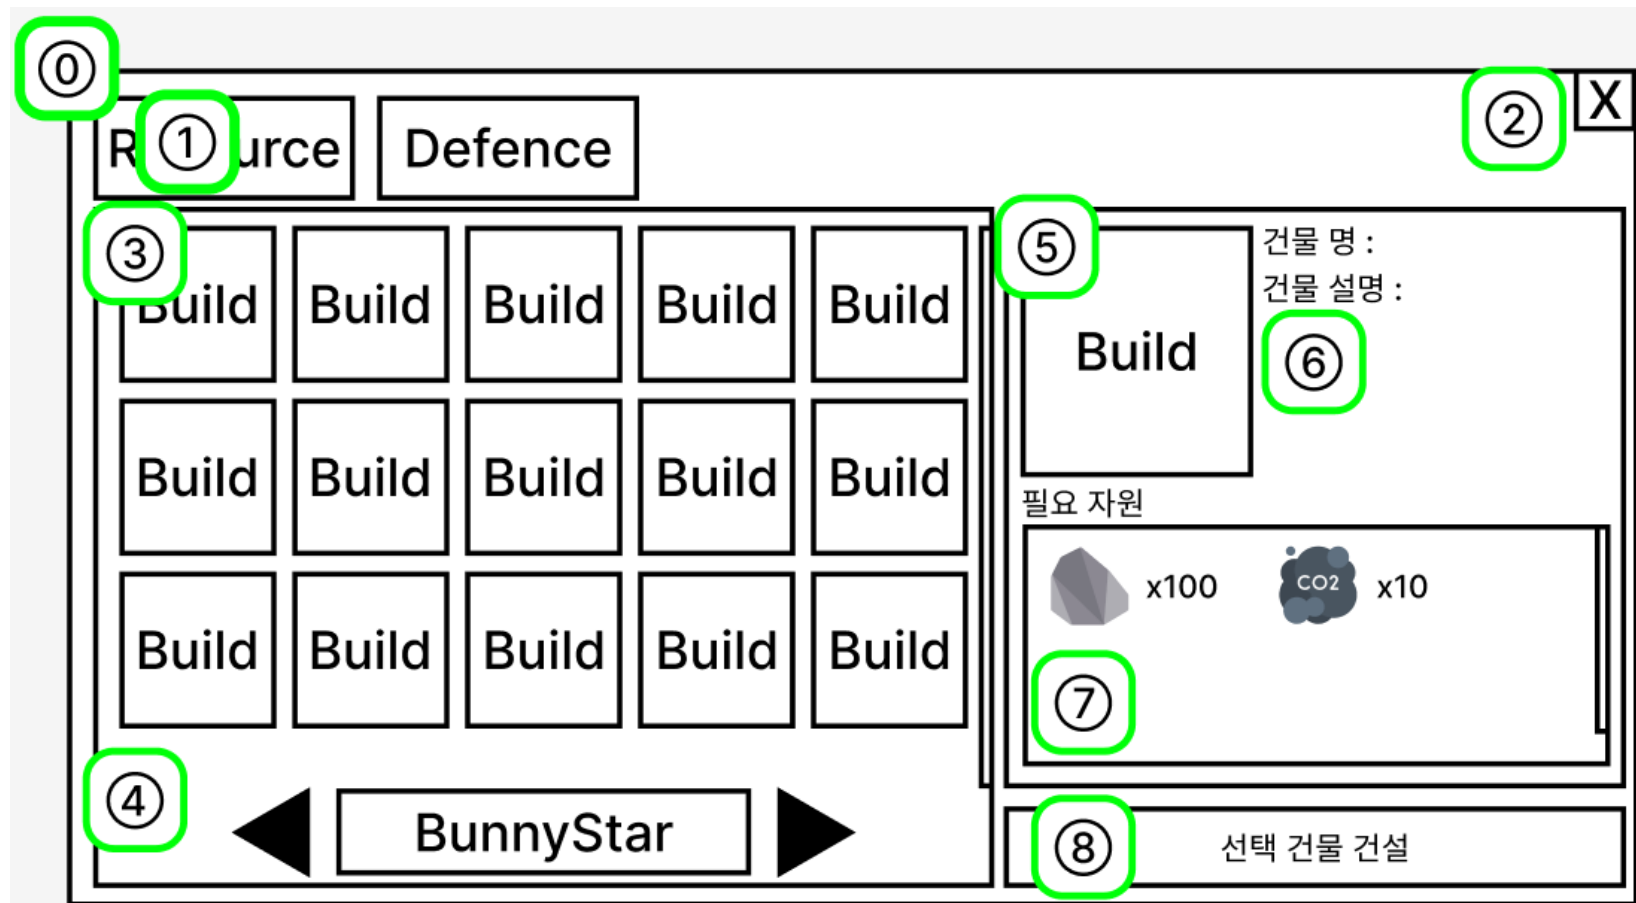 ⓪
① R urce Defence ② X
③ ⑤ 건물 명 :
건물 설명 :
Build Build Build Build Build Build ⑥
Build Build Build Build Build
필요 자원
x100 CO2 x10
Build Build Build Build Build
⑦
④ BunnyStar ⑧ 선택 건물 건설